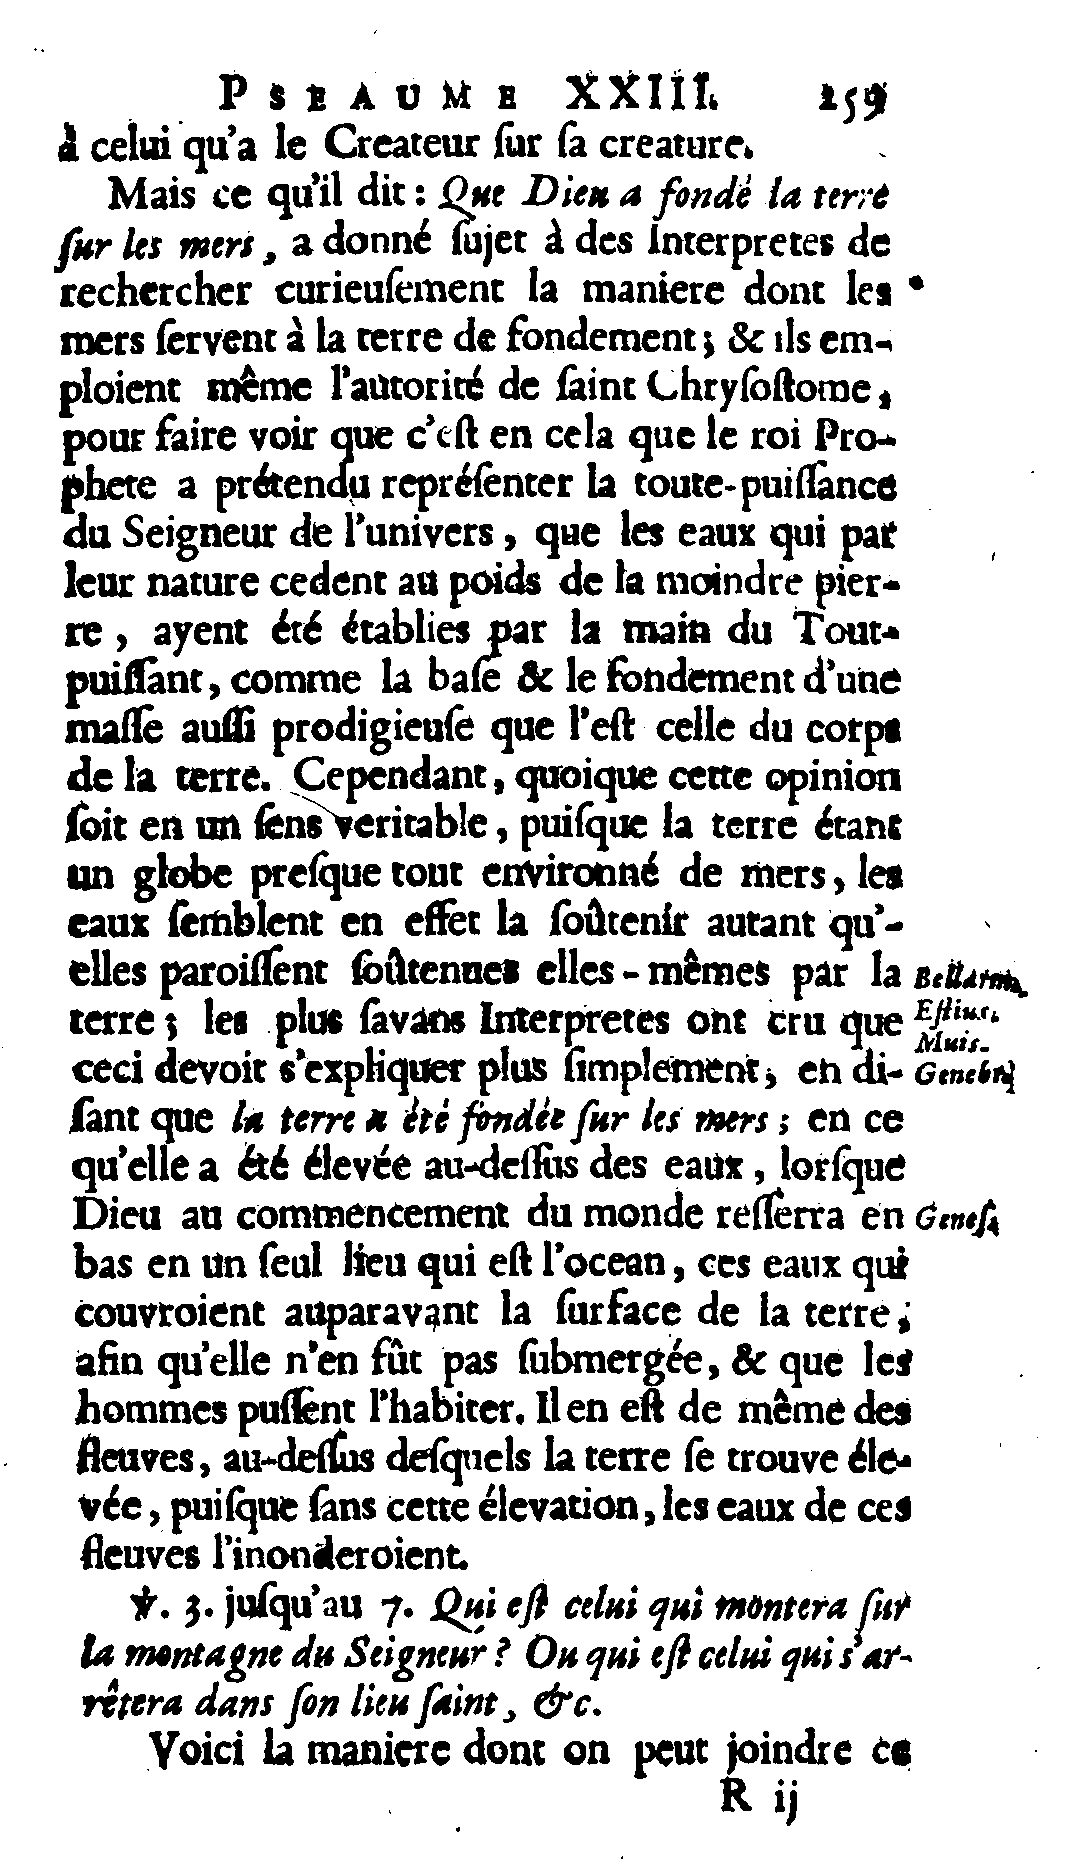 PSEAUME XXIII. 159
à celui qu'a le Createur ſur ſa creature.
Mais ce qu'il dit : Que Dieu a fondé la terre
ſur les mers, a donné ſujet à des Interpretes de
rechercher curieuſement la maniere dont les
mers ſervent à la terre de fondement ; & ils em-
ploient même l'autorité de ſaint Chryſoſtome,
pour faire voir que c'eſt en cela que le roi Pro-
phete a prétendu repréſenter la toute-puiſſance
du Seigneur de l'univers, que les eaux qui par
leur nature cedent au poids de la moindre pier-
re, ayent été établies par la main du Tout-
puiſſant, comme la baſe & le fondement d'une
maſſe auſſi prodigieuſe que l'eſt celle du corps
de la terre. Cependant, quoique cette opinion
ſoit en un ſens veritable, puiſque la terre étant
un globe preſque tout environné de mers, les
eaux ſemblent en effet la ſoûtenir autant qu'-
elles paroiſſent ſoûtenues elles-mêmes par la
Bellarm.
terre ; les plus ſavans Interpretes ont cru que
Eſtius.
Muis.
ceci devoit s'expliquer plus ſimplement, en di-
Genebr.
ſant que la terre a été fondée ſur les mers ; en ce
qu'elle a été élevée au-deſſus des eaux, lorſque
Dieu au commencement du monde reſſerra en
Geneſ.
bas en un ſeul lieu qui eſt l'ocean, ces eaux qui
couvroient auparavant la ſurface de la terre ;
afin qu'elle n'en fût pas ſubmergée, & que les
hommes puſſent l'habiter. Il en eſt de même des
fleuves, au-deſſus deſquels la terre ſe trouve éle-
vée, puiſque ſans cette élevation, les eaux de ces
fleuves l'inonderoient.
℣. 3. juſqu'au 7. Qui eſt celui qui montera ſur
la montagne du Seigneur ? Ou qui eſt celui qui s'ar-
rêtera dans ſon lieu ſaint, &c.
Voici la maniere dont on peut joindre ce
R ij